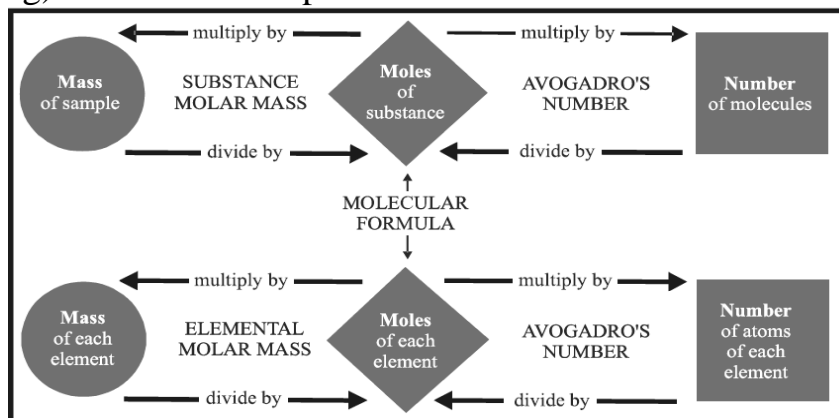 multiply by
multiply by
Mass
of sample
SUBSTANCE
MOLAR MASS
Moles
of
substance
AVOGADRO'S
NUMBER
Number
of molecules
divide by
divide by
MOLECULAR
FORMULA
multiply by
multiply by
Mass
of each
element
ELEMENTAL
MOLAR MASS
Moles
of each
element
AVOGADRO'S
NUMBER
Number
of atoms
of each
element
divide by
divide by